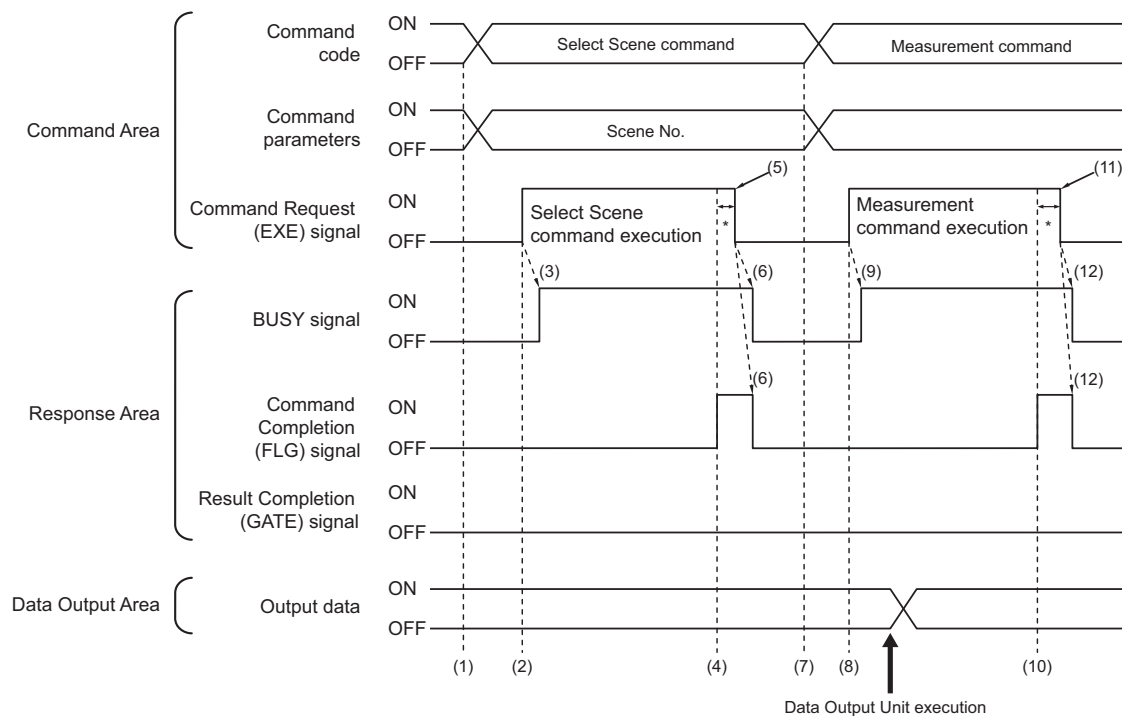 Command Area
Command
code
ON
OFF
Select Scene command
Measurement command
Command
parameters
ON
OFF
Scene No.
Command Request
(EXE) signal
ON
OFF
Select Scene
command execution
*
(5)
Measurement
command execution
*
(11)
Response Area
BUSY signal
ON
OFF
(3)
(6)
(9)
(12)
Command
Completion
(FLG) signal
ON
OFF
(6)
(12)
Result Completion
(GATE) signal
ON
OFF
Data Output Area
Output data
ON
OFF
(1)
(2)
(4)
(7)
(8)
(10)
Data Output Unit execution